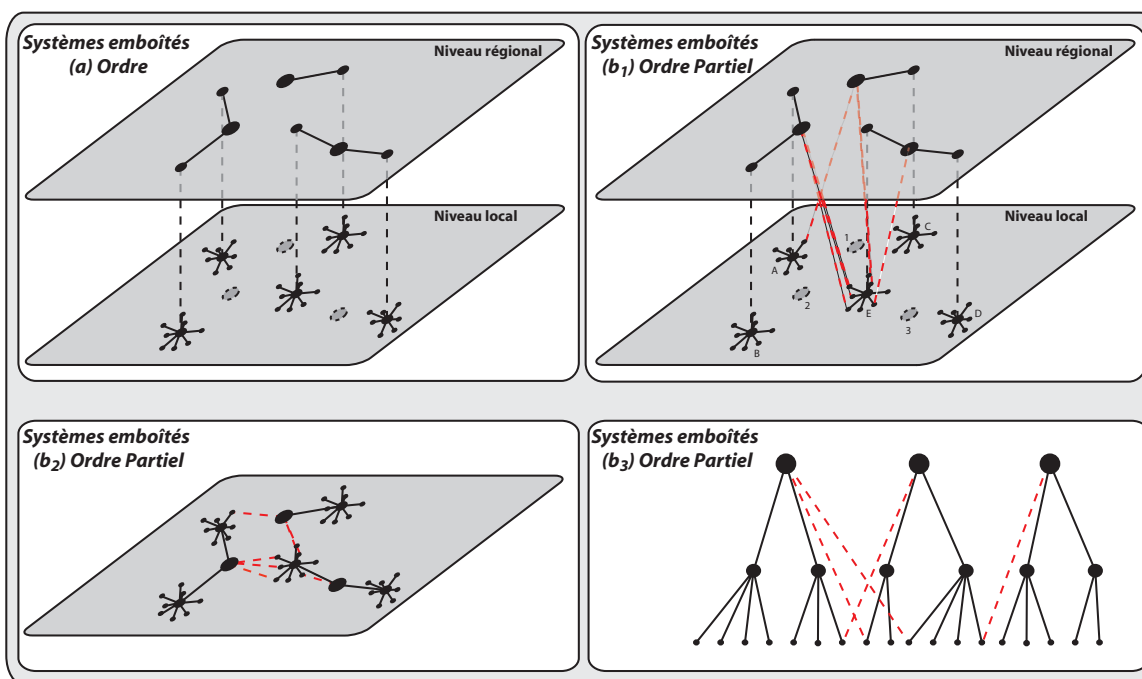 Systèmes emboîtés
(a) Ordre
Niveau régional
Niveau local
Systèmes emboîtés
(b1) Ordre Partiel
Niveau régional
Niveau local
1
C
A
2
E
3
D
B
Systèmes emboîtés
(b2) Ordre Partiel
Systèmes emboîtés
(b3) Ordre Partiel